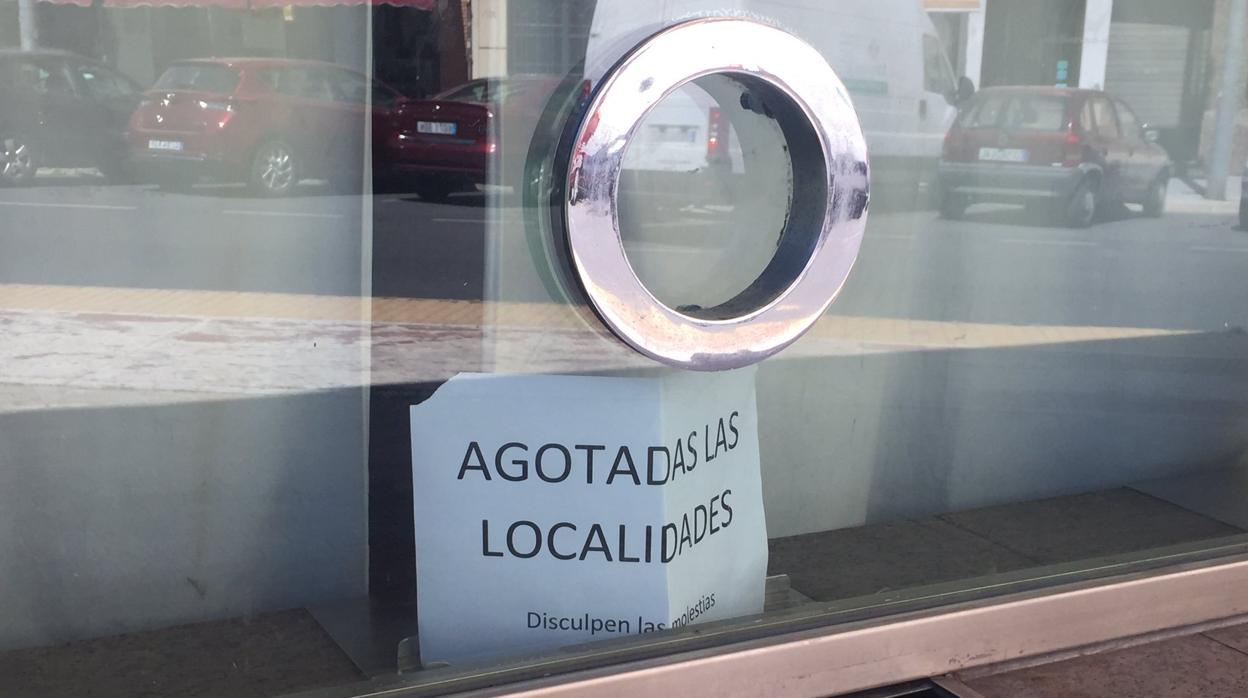 AGOTADAS LAS
LOCALIDADES
Disculpen las molestias